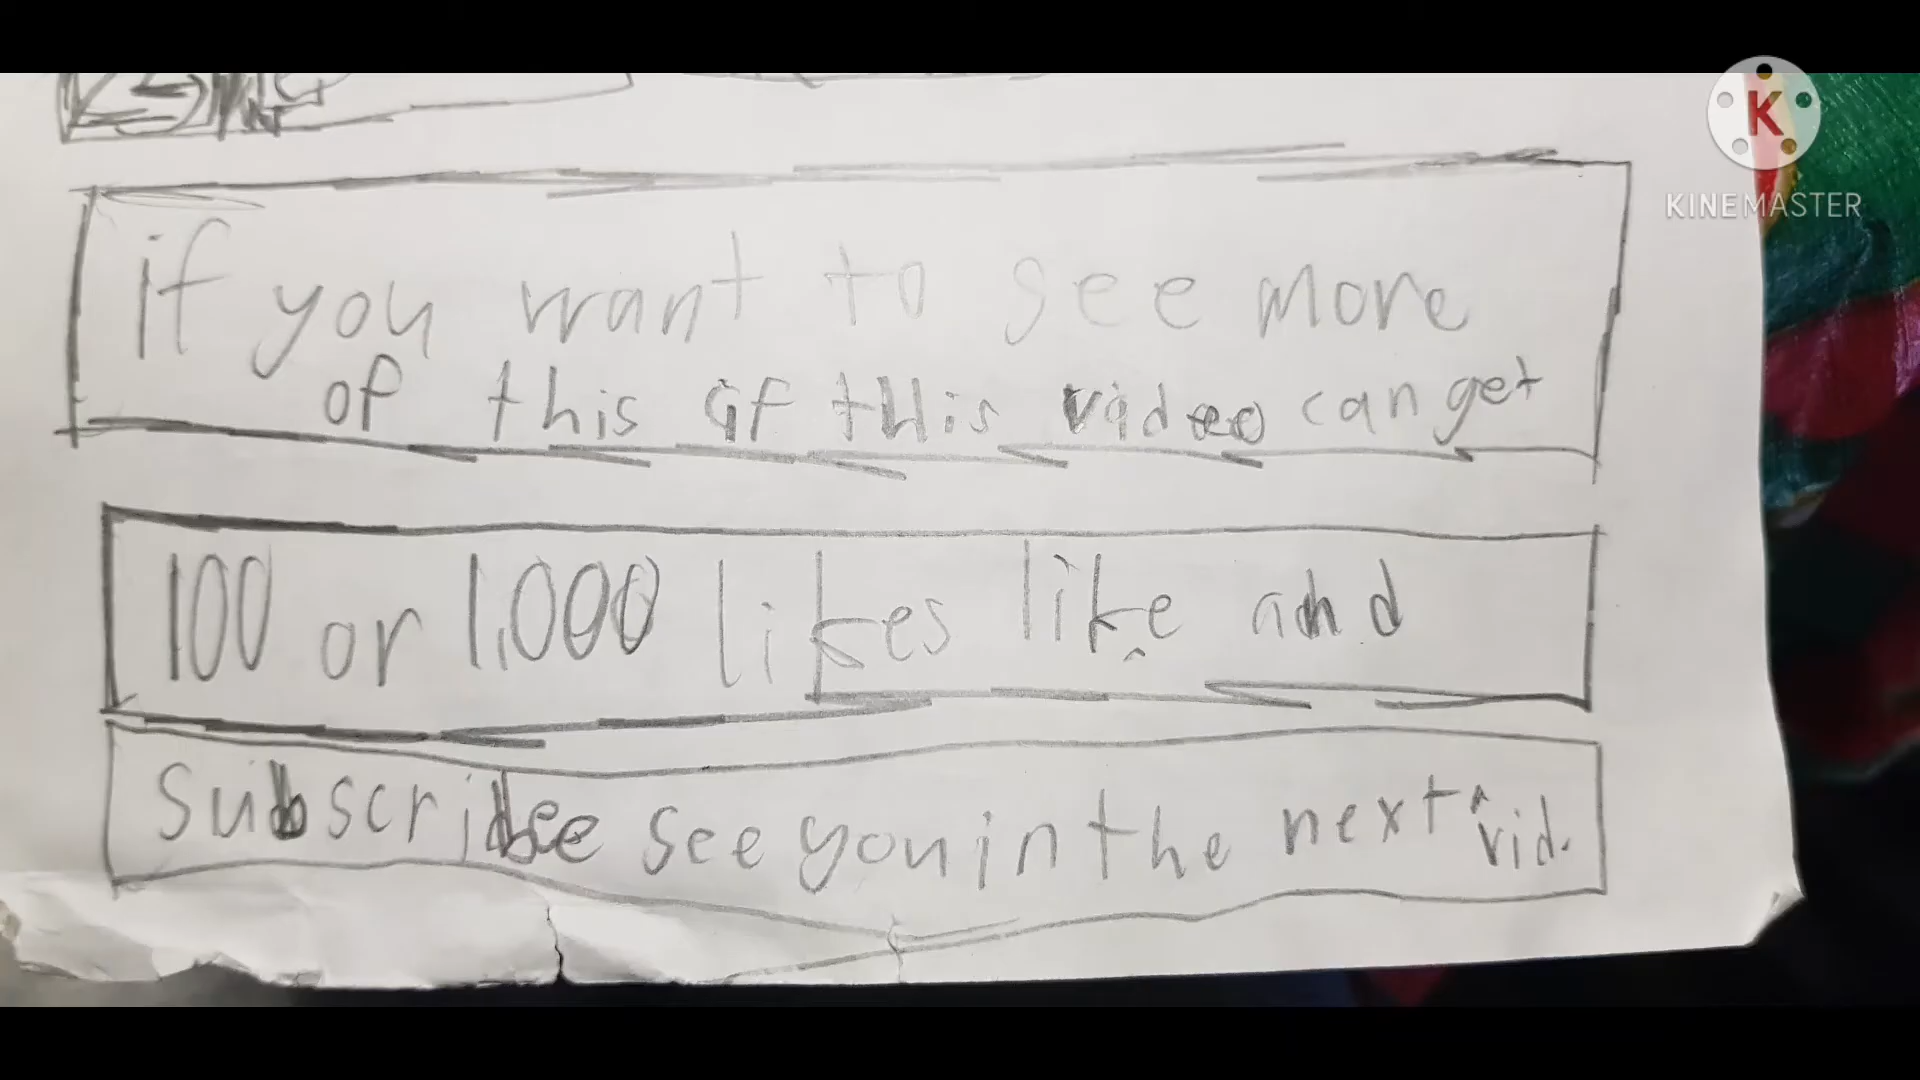 if you want to see more
of this if this video can get
100 or 1,000 likes like and
subscribe see you in the next vid.
KINEMASTER